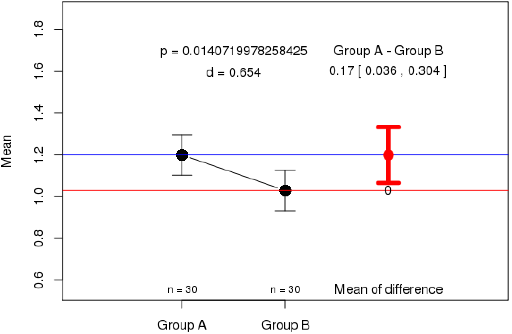 p = 0.0140719978258425
d = 0.654
Group A - Group B
0.17 [ 0.036 , 0.304 ]
Mean
1.8
1.6
1.4
1.2
1.0
0.8
0.6
0
n = 30
n = 30
Mean of difference
Group A
Group B